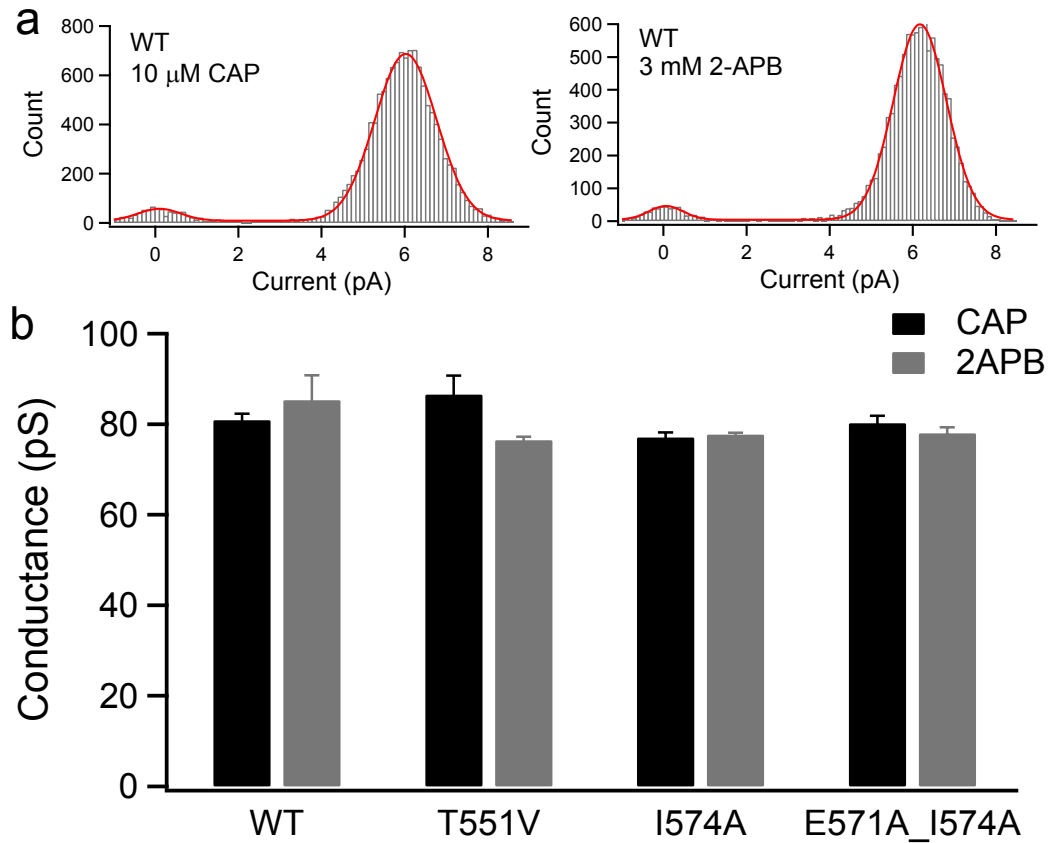 a
WT
10 μM CAP
Count
800
600
400
200
0
0 2 4 6 8
Current (pA)
WT
3 mM 2-APB
Count
600
500
400
300
200
100
0
0 2 4 6 8
Current (pA)
b
CAP
2APB
Conductance (pS)
100
80
60
40
20
0
WT T551V I574A E571A_I574A